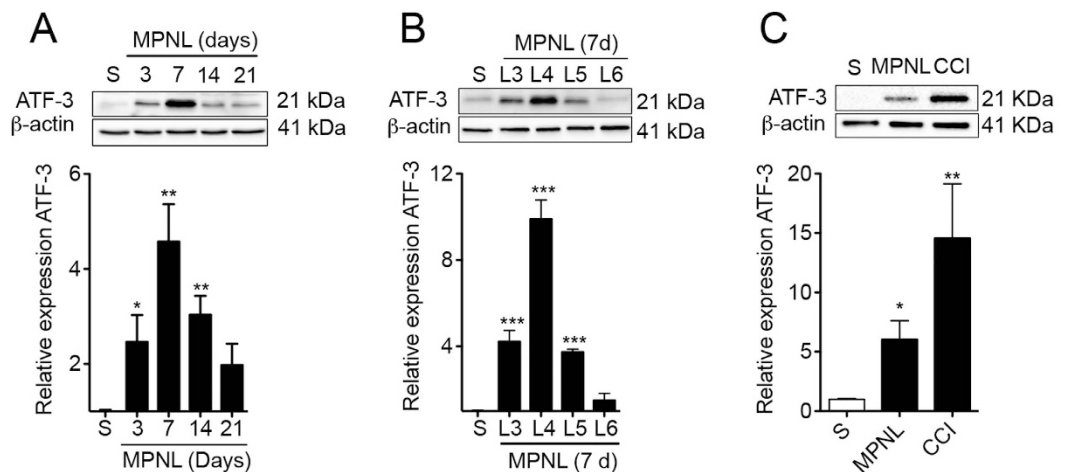 A
MPNL (days)
S 3 7 14 21
ATF-3 21 kDa
β-actin 41 kDa
Relative expression ATF-3
6
4
2
*
**
**
S 3 7 14 21
MPNL (Days)
B
MPNL (7d)
S L3 L4 L5 L6
ATF-3 21 kDa
β-actin 41 kDa
Relative expression ATF-3
12
8
4
***
***
***
S L3 L4 L5 L6
MPNL (7 d)
C
S MPNL CCI
ATF-3 21 KDa
β-actin 41 KDa
Relative expression ATF-3
20
15
10
5
0
*
**
S MPNL CCI